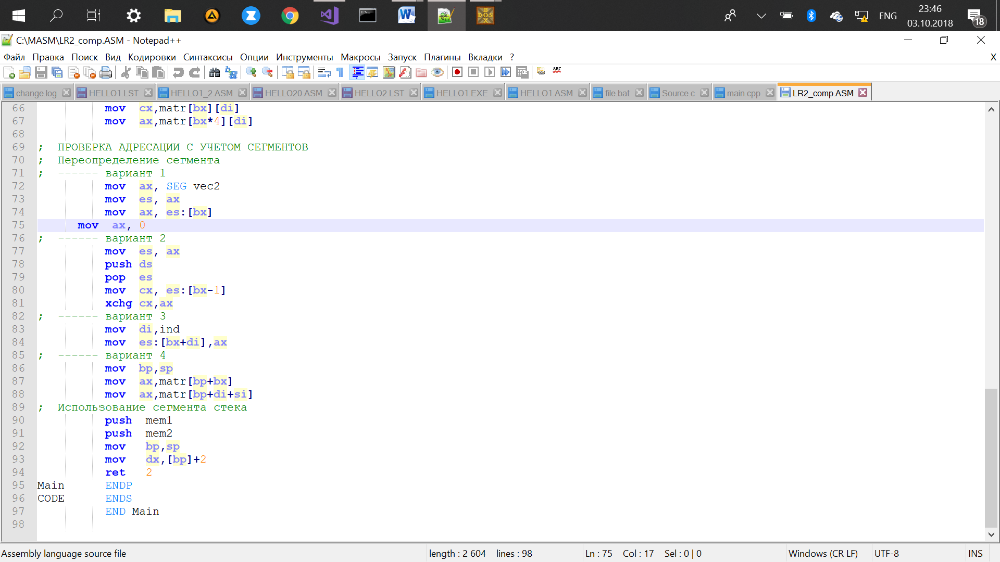 ENG
23:46
03.10.2018
18
C:\MASM\LR2_comp.ASM - Notepad++
Файл Правка Поиск Вид Кодировки Синтаксисы Опции Инструменты Макросы Запуск Плагины Вкладки ? X
change.log HELLO1.LST HELLO1_2.ASM HELLO20.ASM HELLO2.LST HELLO1.EXE HELLO1.ASM file.bat Source.c main.cpp LR2_comp.ASM
66 mov cx,matr[bx][di]
67 mov ax,matr[bx*4][di]
68
69 ; ПРОВЕРКА АДРЕСАЦИИ С УЧЕТОМ СЕГМЕНТОВ
70 ; Переопределение сегмента
71 ; ------ вариант 1
72 mov ax, SEG vec2
73 mov es, ax
74 mov ax, es:[bx]
75 mov ax, 0
76 ; ------ вариант 2
77 mov es, ax
78 push ds
79 pop es
80 mov cx, es:[bx-1]
81 xchg cx,ax
82 ; ------ вариант 3
83 mov di,ind
84 mov es:[bx+di],ax
85 ; ------ вариант 4
86 mov bp,sp
87 mov ax,matr[bp+bx]
88 mov ax,matr[bp+di+si]
89 ; Использование сегмента стека
90 push mem1
91 push mem2
92 mov bp,sp
93 mov dx,[bp]+2
94 ret 2
95 Main ENDP
96 CODE ENDS
97 END Main
98
Assembly language source file length : 2 604 lines : 98 Ln : 75 Col : 17 Sel : 0 | 0 Windows (CR LF) UTF-8 INS